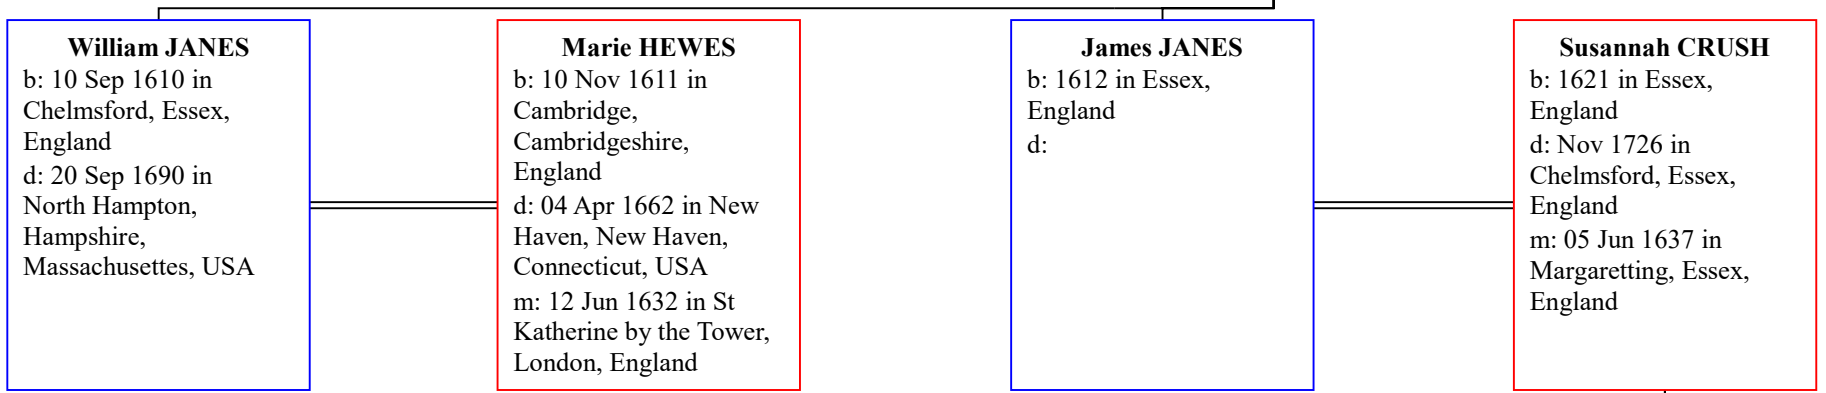 William JANES
b: 10 Sep 1610 in
Chelmsford, Essex,
England
d: 20 Sep 1690 in
North Hampton,
Hampshire,
Massachusettes, USA
Marie HEWES
b: 10 Nov 1611 in
Cambridge,
Cambridgeshire,
England
d: 04 Apr 1662 in New
Haven, New Haven,
Connecticut, USA
m: 12 Jun 1632 in St
Katherine by the Tower,
London, England
James JANES
b: 1612 in Essex,
England
d:
Susannah CRUSH
b: 1621 in Essex,
England
d: Nov 1726 in
Chelmsford, Essex,
England
m: 05 Jun 1637 in
Margaretting, Essex,
England